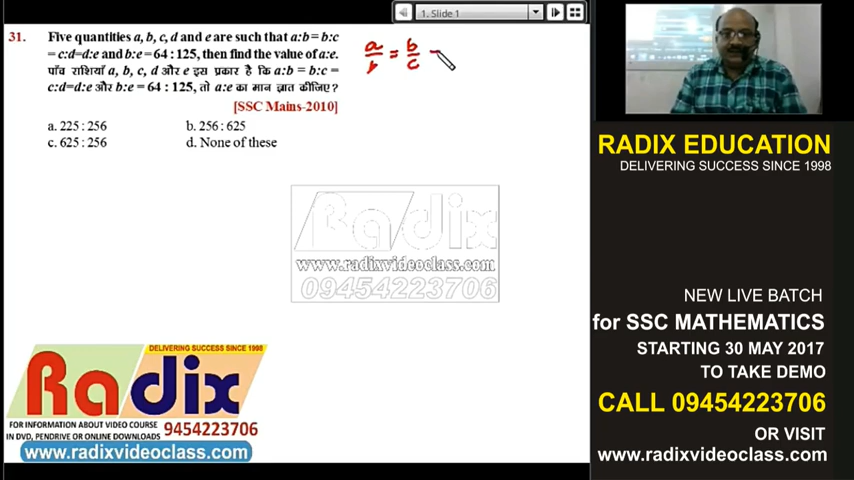 1. Slide 1
31. Five quantities a, b, c, d and e are such that a:b = b:c
= c:d=d:e and b:e = 64 : 125, then find the value of a:e.
पाँच राशियाँ a, b, c, d और e इस प्रकार है कि a:b = b:c =
c:d=d:e और b:e = 64 : 125, तो a:e का मान ज्ञात कीजिए?
[SSC Mains-2010]
a. 225 : 256 b. 256 : 625
c. 625 : 256 d. None of these
a/b = b/c =
Radix
www.radixvideoclass.com
09454223706
RADIX EDUCATION
DELIVERING SUCCESS SINCE 1998
NEW LIVE BATCH
for SSC MATHEMATICS
STARTING 30 MAY 2017
TO TAKE DEMO
CALL 09454223706
OR VISIT
www.radixvideoclass.com
DELIVERING SUCCESS SINCE 1998
Radix
FOR INFORMATION ABOUT VIDEO COURSE
IN DVD, PENDRIVE OR ONLINE DOWNLOADS
9454223706
www.radixvideoclass.com